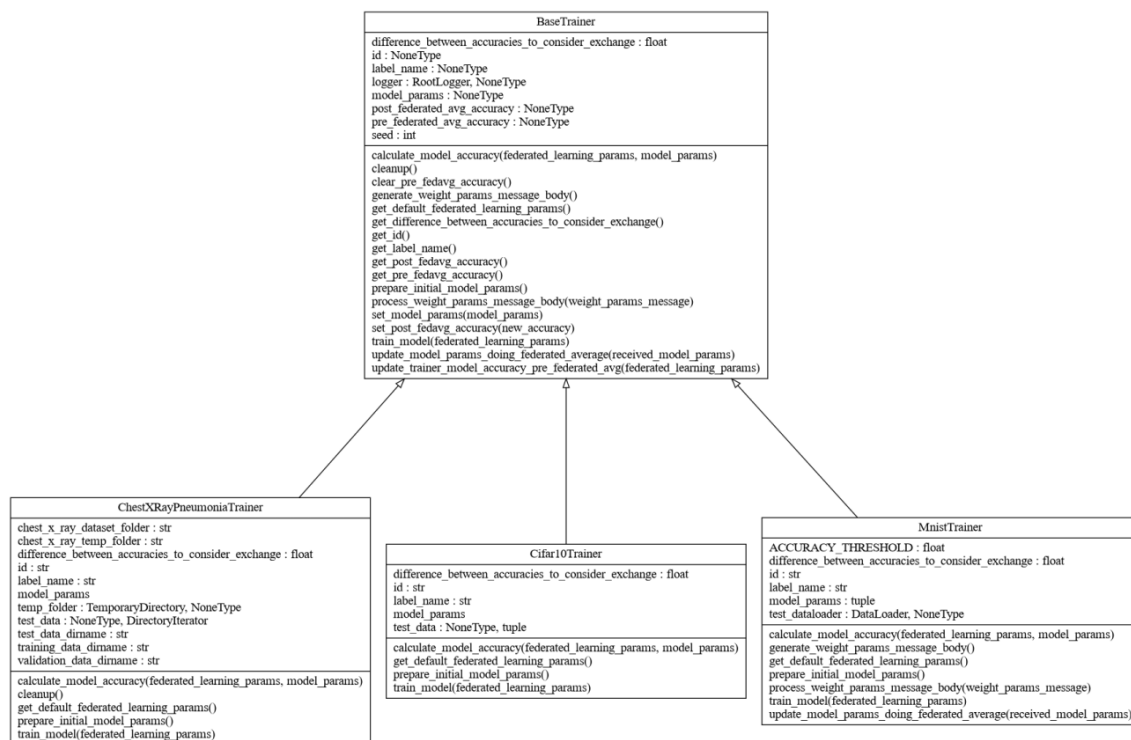 BaseTrainer
difference_between_accuracies_to_consider_exchange : float
id : NoneType
label_name : NoneType
logger : RootLogger, NoneType
model_params : NoneType
post_federated_avg_accuracy : NoneType
pre_federated_avg_accuracy : NoneType
seed : int
calculate_model_accuracy(federated_learning_params, model_params)
cleanup()
clear_pre_fedavg_accuracy()
generate_weight_params_message_body()
get_default_federated_learning_params()
get_difference_between_accuracies_to_consider_exchange()
get_id()
get_label_name()
get_post_fedavg_accuracy()
get_pre_fedavg_accuracy()
prepare_initial_model_params()
process_weight_params_message_body(weight_params_message)
set_model_params(model_params)
set_post_fedavg_accuracy(new_accuracy)
train_model(federated_learning_params)
update_model_params_doing_federated_average(received_model_params)
update_trainer_model_accuracy_pre_federated_avg(federated_learning_params)
ChestXRayPneumoniaTrainer
chest_x_ray_dataset_folder : str
chest_x_ray_temp_folder : str
difference_between_accuracies_to_consider_exchange : float
id : str
label_name : str
model_params
temp_folder : TemporaryDirectory, NoneType
test_data : NoneType, DirectoryIterator
test_data_dirname : str
training_data_dirname : str
validation_data_dirname : str
calculate_model_accuracy(federated_learning_params, model_params)
cleanup()
get_default_federated_learning_params()
prepare_initial_model_params()
train_model(federated_learning_params)
Cifar10Trainer
difference_between_accuracies_to_consider_exchange : float
id : str
label_name : str
model_params
test_data : NoneType, tuple
calculate_model_accuracy(federated_learning_params, model_params)
get_default_federated_learning_params()
prepare_initial_model_params()
train_model(federated_learning_params)
MnistTrainer
ACCURACY_THRESHOLD : float
difference_between_accuracies_to_consider_exchange : float
id : str
label_name : str
model_params : tuple
test_dataloader : DataLoader, NoneType
calculate_model_accuracy(federated_learning_params, model_params)
generate_weight_params_message_body()
get_default_federated_learning_params()
prepare_initial_model_params()
process_weight_params_message_body(weight_params_message)
train_model(federated_learning_params)
update_model_params_doing_federated_average(received_model_params)